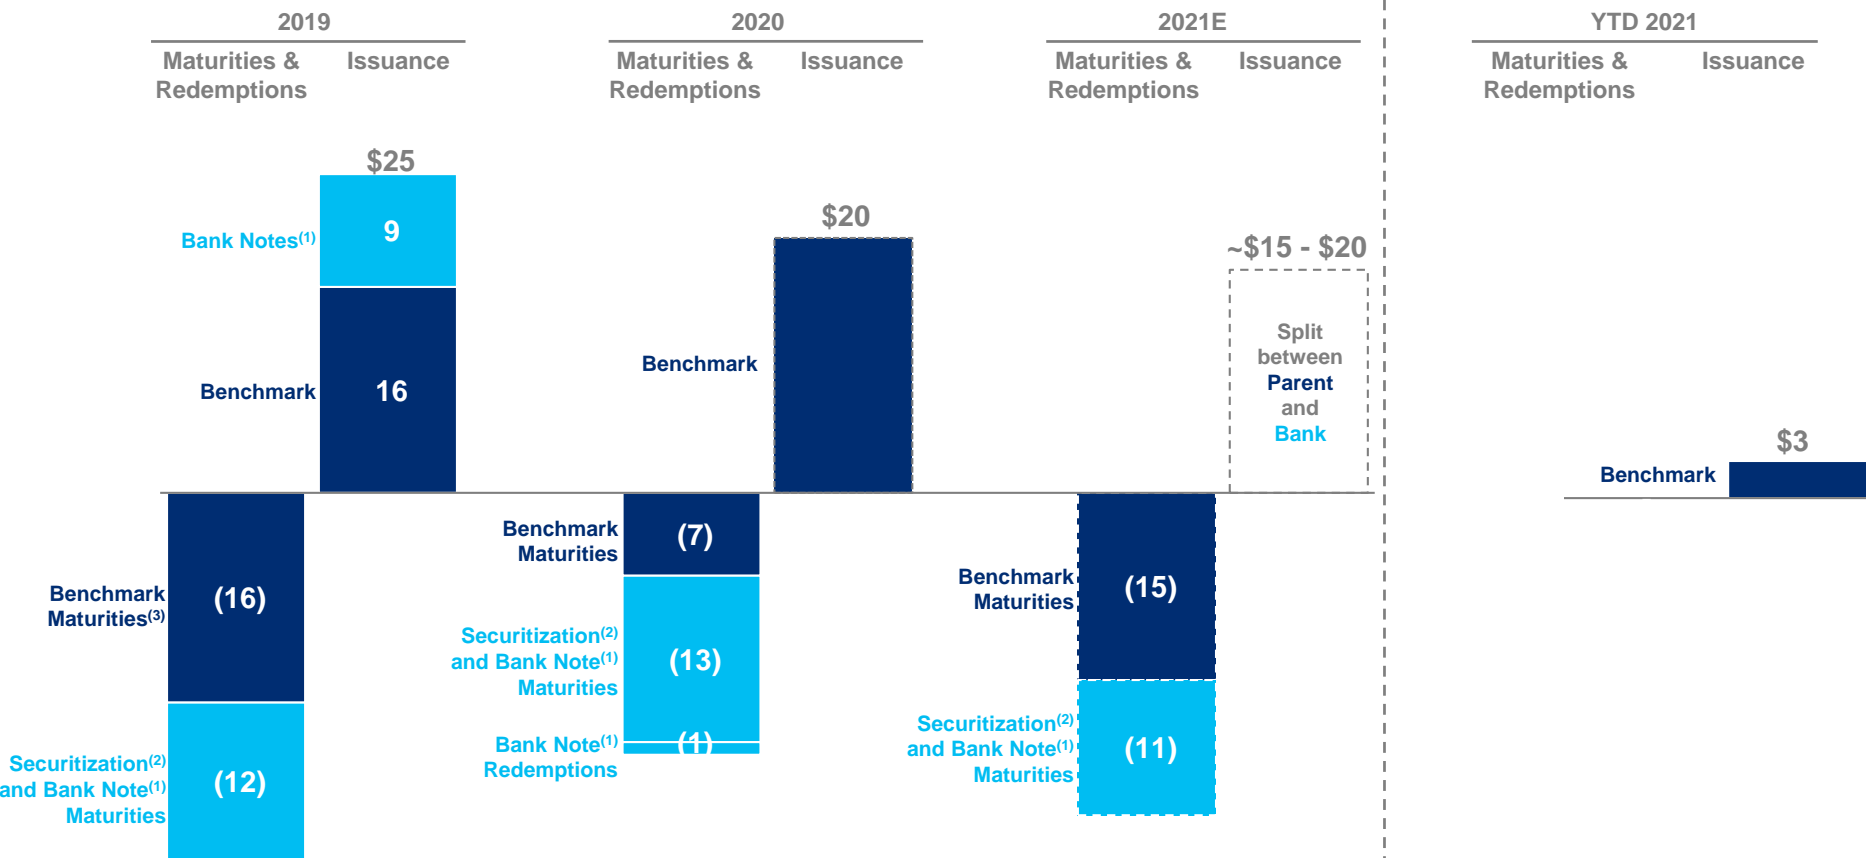 2019
Maturities &
Redemptions
Issuance
$25
Bank Notes(1)
9
Benchmark
16
Benchmark
Maturities(3)
(16)
Securitization(2)
and Bank Note(1)
Maturities
(12)
2020
Maturities &
Redemptions
Issuance
$20
Benchmark
Benchmark
Maturities
(7)
Securitization(2)
and Bank Note(1)
Maturities
(13)
Bank Note(1)
Redemptions
(1)
2021E
Maturities &
Redemptions
Issuance
~$15 - $20
Split
between
Parent
and
Bank
Benchmark
Maturities
(15)
Securitization(2)
and Bank Note(1)
Maturities
(11)
YTD 2021
Maturities &
Redemptions
Issuance
$3
Benchmark